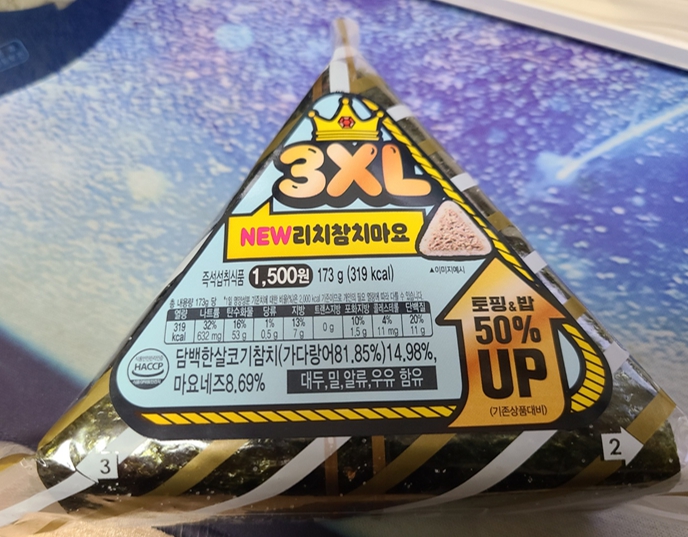 3XL
NEW리치참치마요
즉석섭취식품 1,500원 173 g (319 kcal)
▲이미지예시
총 내용량 173g 당
열량 나트륨 탄수화물 당류 지방 트랜스지방 포화지방 콜레스테롤 단백질
319 kcal 32% 632 mg 16% 53 g 1% 0.5 g 13% 7 g 0 g 10% 1.5 g 4% 11 mg 20% 11 g
담백한살코기참치(가다랑어81.85%)14.98%,
마요네즈8.69%
대두,밀,알류,우유 함유
HACCP
토핑&밥
50%
UP
(기존상품대비)
3
2